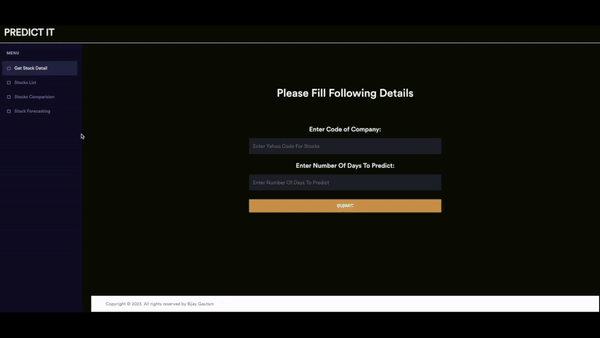 PREDICT IT
MENU
Get Stock Detail
Stocks List
Stocks Comparision
Stock Forecasting
Please Fill Following Details
Enter Code of Company:
Enter Yahoo Code For Stocks
Enter Number Of Days To Predict:
Enter Number Of Days To Predict
SUBMIT
Copyright © 2023. All rights reserved by Bijay Gautam